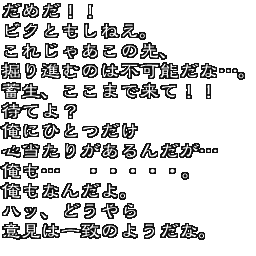 だめだ！！
ビクともしねえ。
これじゃあこの先、
掘り進むのは不可能だな…。
蓄生、ここまで来て！！
待てよ？
俺にひとつだけ
心当たりがあるんだが…
俺も…　・・・・・。
俺もなんだよ。
ハッ、どうやら
意見は一致のようだな。